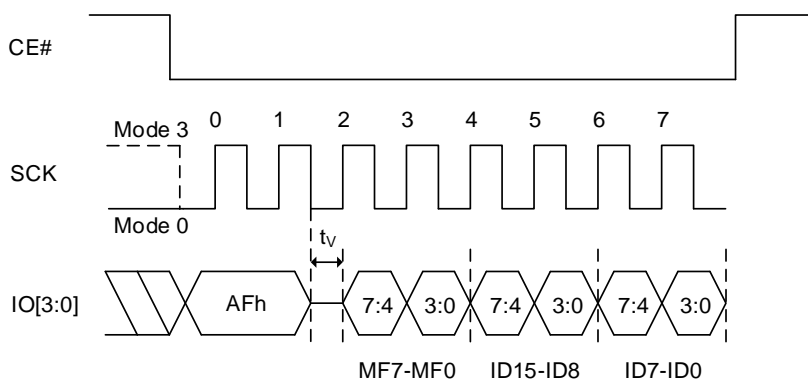 CE#
0 1 2 3 4 5 6 7
Mode 3
SCK
Mode 0
tV
IO[3:0] AFh 7:4 3:0 7:4 3:0 7:4 3:0
MF7-MF0 ID15-ID8 ID7-ID0